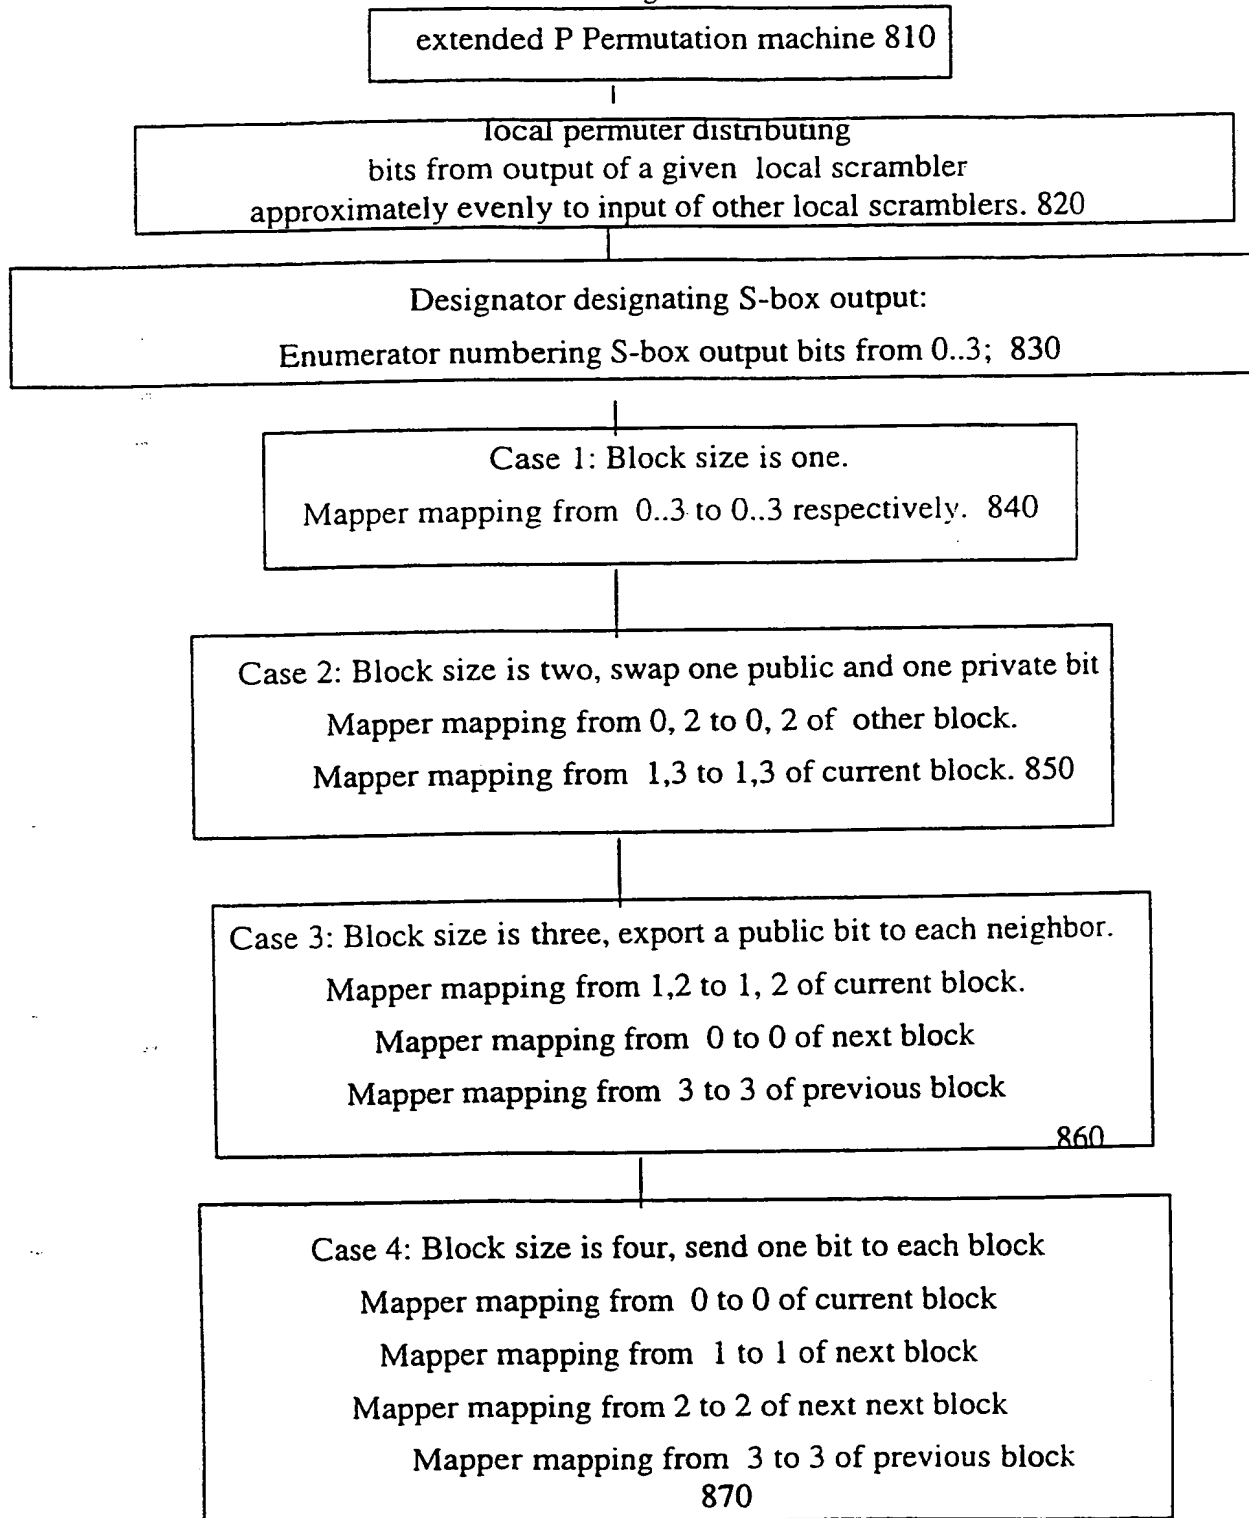 extended P Permutation machine 810
local permuter distributing
bits from output of a given local scrambler
approximately evenly to input of other local scramblers. 820
Designator designating S-box output:
Enumerator numbering S-box output bits from 0..3; 830
Case 1: Block size is one.
Mapper mapping from 0..3 to 0..3 respectively. 840
Case 2: Block size is two, swap one public and one private bit
Mapper mapping from 0, 2 to 0, 2 of other block.
Mapper mapping from 1,3 to 1,3 of current block. 850
Case 3: Block size is three, export a public bit to each neighbor.
Mapper mapping from 1,2 to 1, 2 of current block.
Mapper mapping from 0 to 0 of next block
Mapper mapping from 3 to 3 of previous block
860
Case 4: Block size is four, send one bit to each block
Mapper mapping from 0 to 0 of current block
Mapper mapping from 1 to 1 of next block
Mapper mapping from 2 to 2 of next next block
Mapper mapping from 3 to 3 of previous block
870